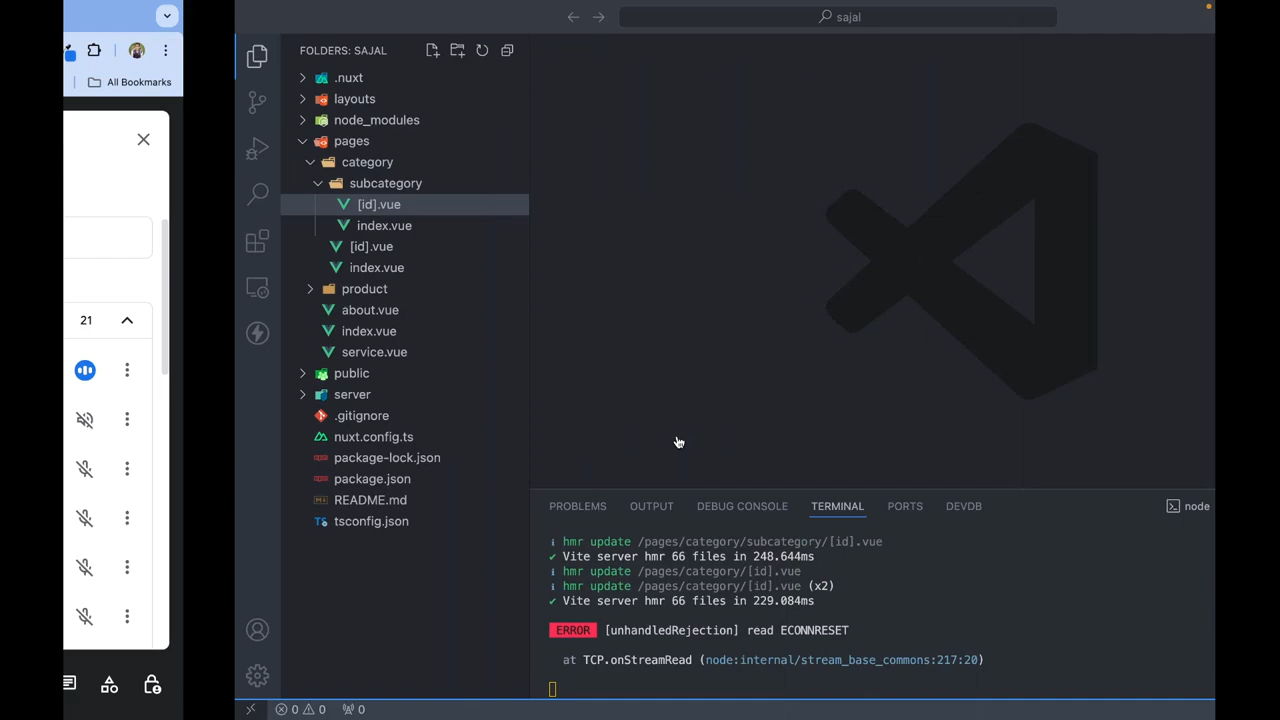 All Bookmarks
21
sajal
FOLDERS: SAJAL
.nuxt
layouts
node_modules
pages
category
subcategory
[id].vue
index.vue
[id].vue
index.vue
product
about.vue
index.vue
service.vue
public
server
.gitignore
nuxt.config.ts
package-lock.json
package.json
README.md
TS tsconfig.json
PROBLEMS OUTPUT DEBUG CONSOLE TERMINAL PORTS DEVDB
node
i hmr update /pages/category/subcategory/[id].vue
✔ Vite server hmr 66 files in 248.644ms
i hmr update /pages/category/[id].vue
i hmr update /pages/category/[id].vue (x2)
✔ Vite server hmr 66 files in 229.084ms
ERROR [unhandledRejection] read ECONNRESET
at TCP.onStreamRead (node:internal/stream_base_commons:217:20)
0 0 0